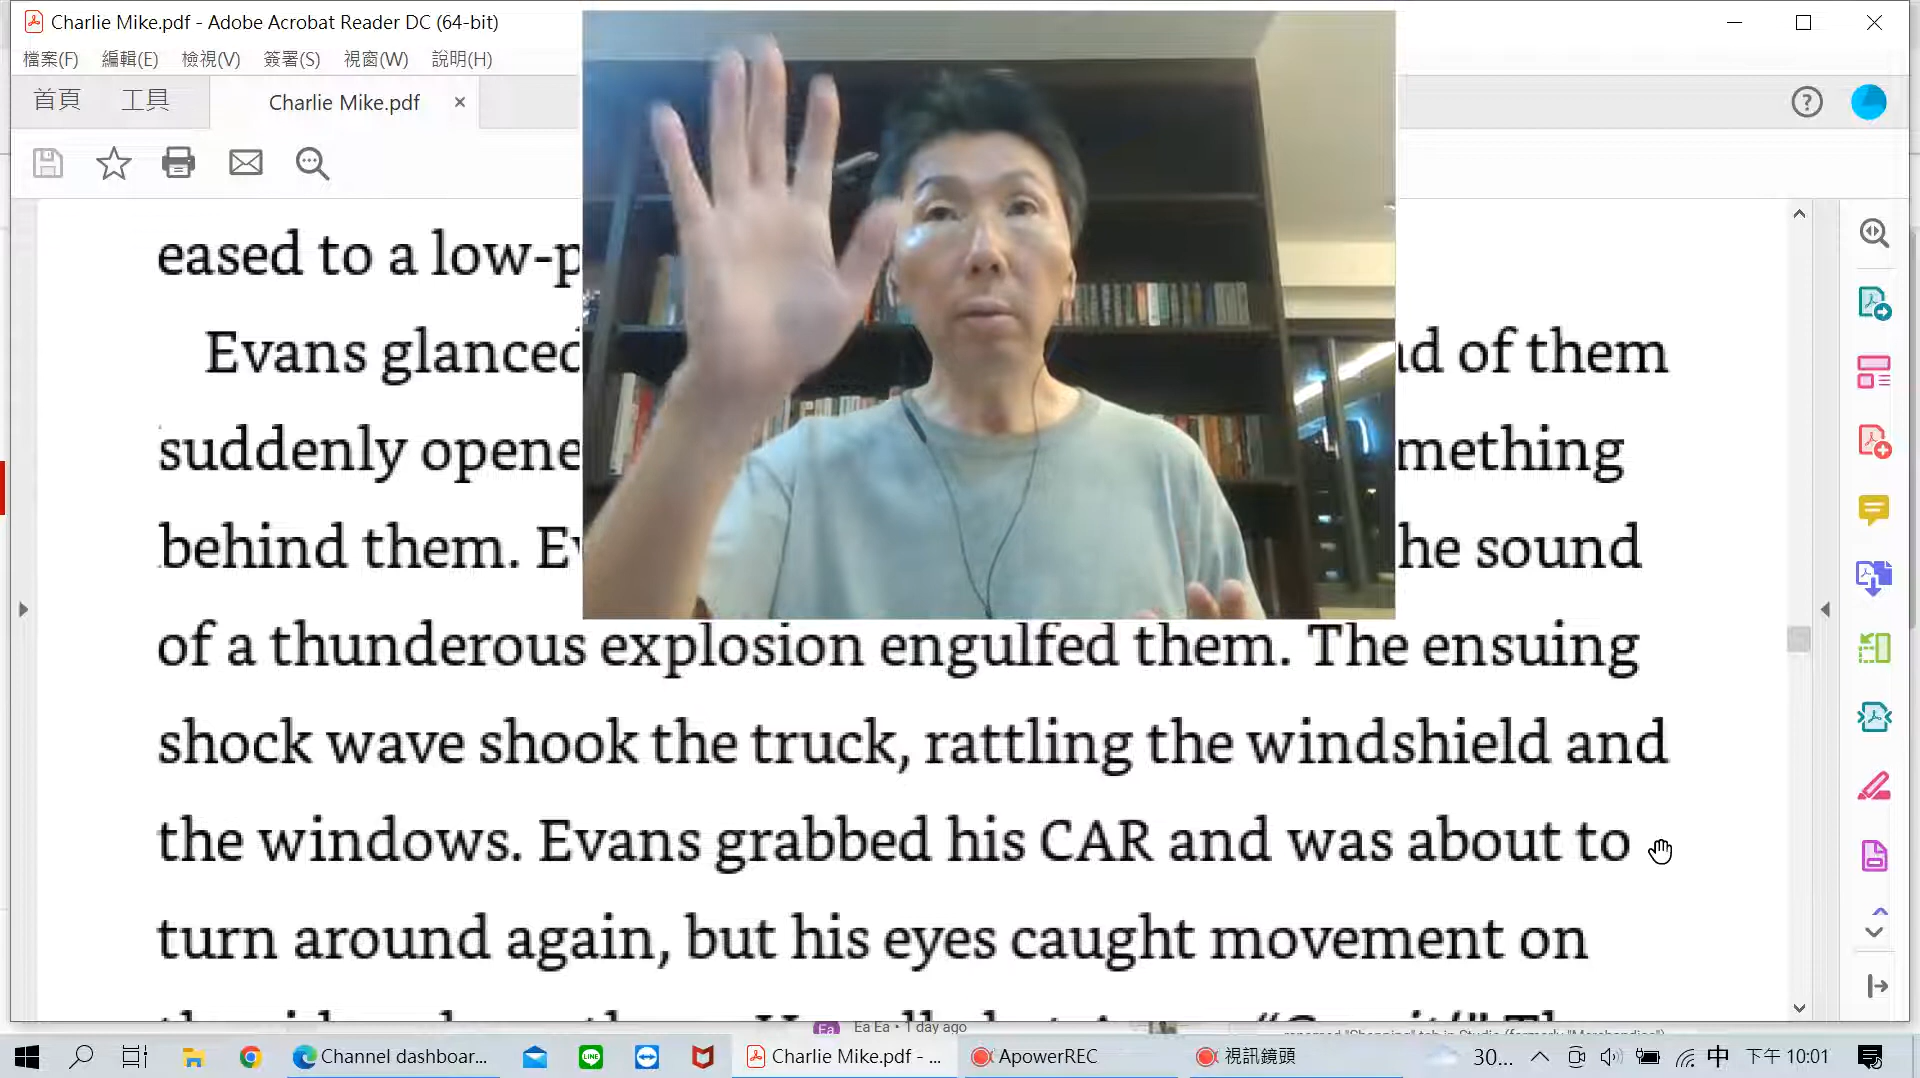 Charlie Mike.pdf - Adobe Acrobat Reader DC (64-bit)
檔案(F) 編輯(E) 檢視(V) 簽署(S) 視窗(W) 說明(H)
首頁 工具 Charlie Mike.pdf
eased to a low-p
Evans glanced d of them
suddenly opene mething
behind them. Ev he sound
of a thunderous explosion engulfed them. The ensuing
shock wave shook the truck, rattling the windshield and
the windows. Evans grabbed his CAR and was about to
turn around again, but his eyes caught movement on
Ea Ea Ea • 1 day ago
Channel dashboar... LINE Charlie Mike.pdf - ... ApowerREC 視訊鏡頭 30... 中 下午 10:01